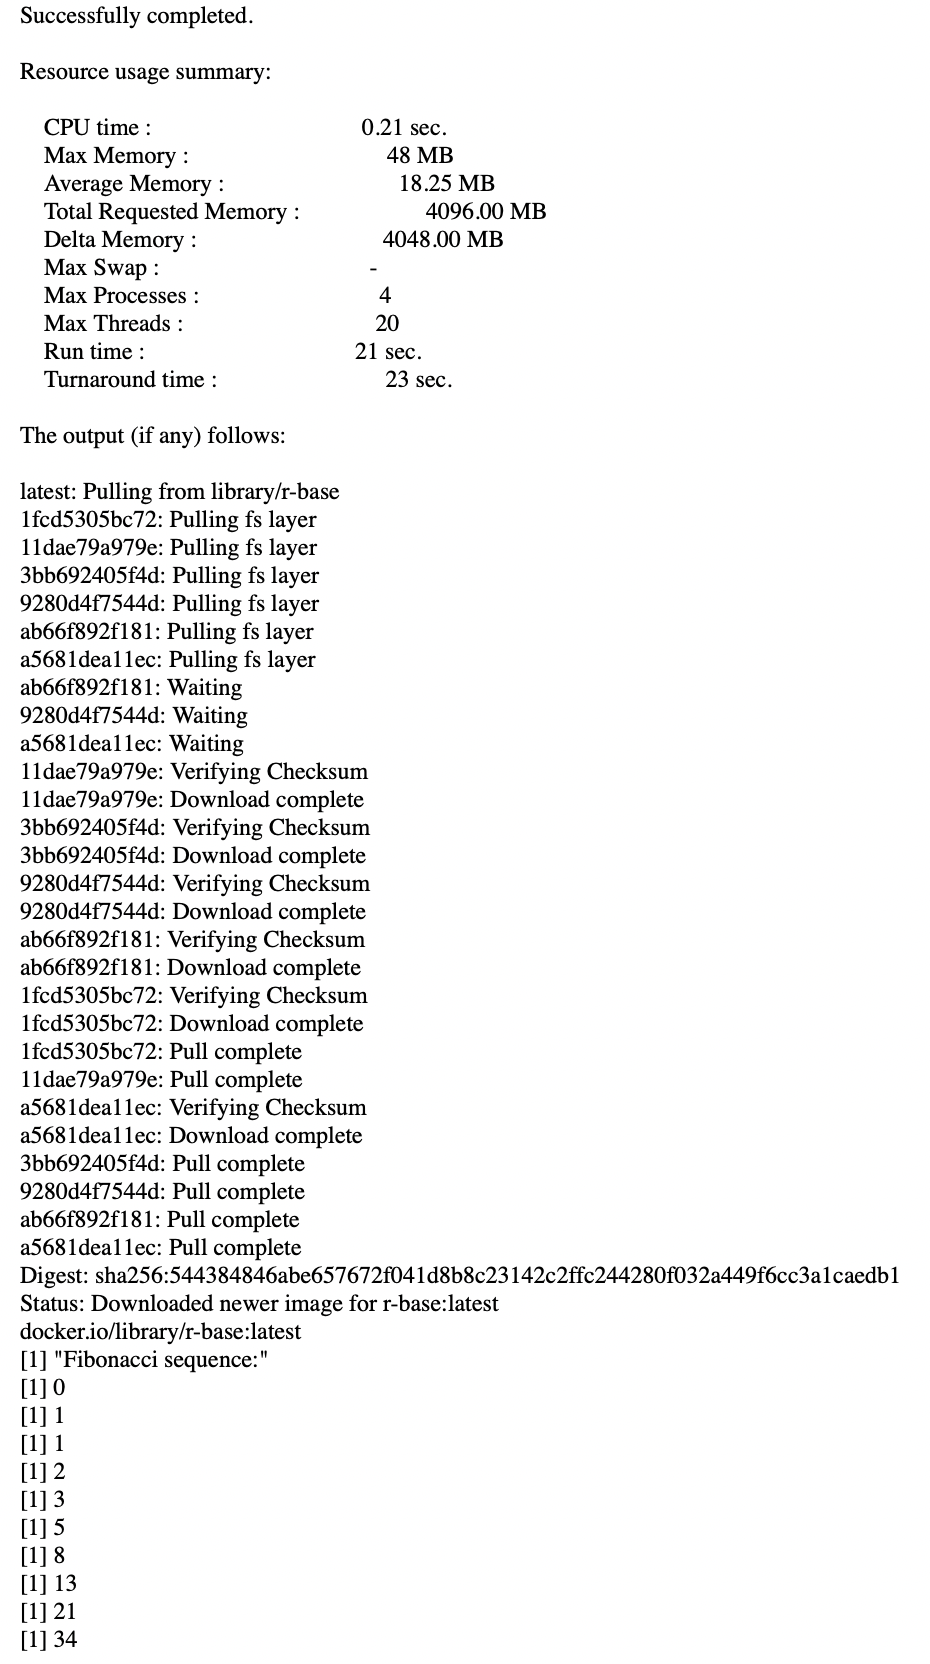 Successfully completed.
Resource usage summary:
CPU time : 0.21 sec.
Max Memory : 48 MB
Average Memory : 18.25 MB
Total Requested Memory : 4096.00 MB
Delta Memory : 4048.00 MB
Max Swap : -
Max Processes : 4
Max Threads : 20
Run time : 21 sec.
Turnaround time : 23 sec.
The output (if any) follows:
latest: Pulling from library/r-base
1fcd5305bc72: Pulling fs layer
11dae79a979e: Pulling fs layer
3bb692405f4d: Pulling fs layer
9280d4f7544d: Pulling fs layer
ab66f892f181: Pulling fs layer
a5681dea11ec: Pulling fs layer
ab66f892f181: Waiting
9280d4f7544d: Waiting
a5681dea11ec: Waiting
11dae79a979e: Verifying Checksum
11dae79a979e: Download complete
3bb692405f4d: Verifying Checksum
3bb692405f4d: Download complete
9280d4f7544d: Verifying Checksum
9280d4f7544d: Download complete
ab66f892f181: Verifying Checksum
ab66f892f181: Download complete
1fcd5305bc72: Verifying Checksum
1fcd5305bc72: Download complete
1fcd5305bc72: Pull complete
11dae79a979e: Pull complete
a5681dea11ec: Verifying Checksum
a5681dea11ec: Download complete
3bb692405f4d: Pull complete
9280d4f7544d: Pull complete
ab66f892f181: Pull complete
a5681dea11ec: Pull complete
Digest: sha256:544384846abe657672f041d8b8c23142c2ffc244280f032a449f6cc3a1caedb1
Status: Downloaded newer image for r-base:latest
docker.io/library/r-base:latest
[1] "Fibonacci sequence:"
[1] 0
[1] 1
[1] 1
[1] 2
[1] 3
[1] 5
[1] 8
[1] 13
[1] 21
[1] 34